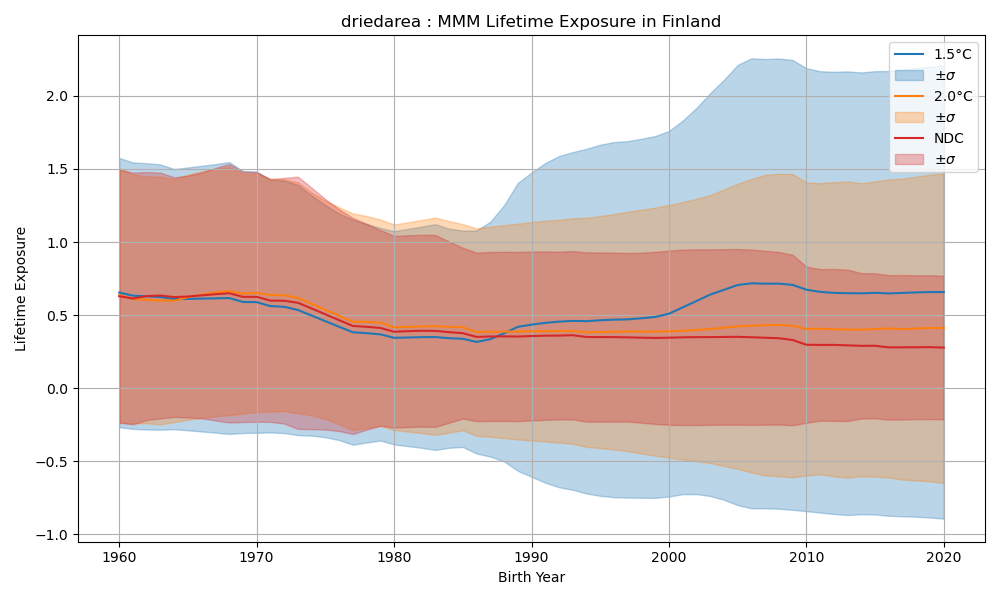 driedarea : MMM Lifetime Exposure in Finland
Lifetime Exposure
2.0
1.5
1.0
0.5
0.0
−0.5
−1.0
1.5°C
±σ
2.0°C
±σ
NDC
±σ
1960 1970 1980 1990 2000 2010 2020
Birth Year